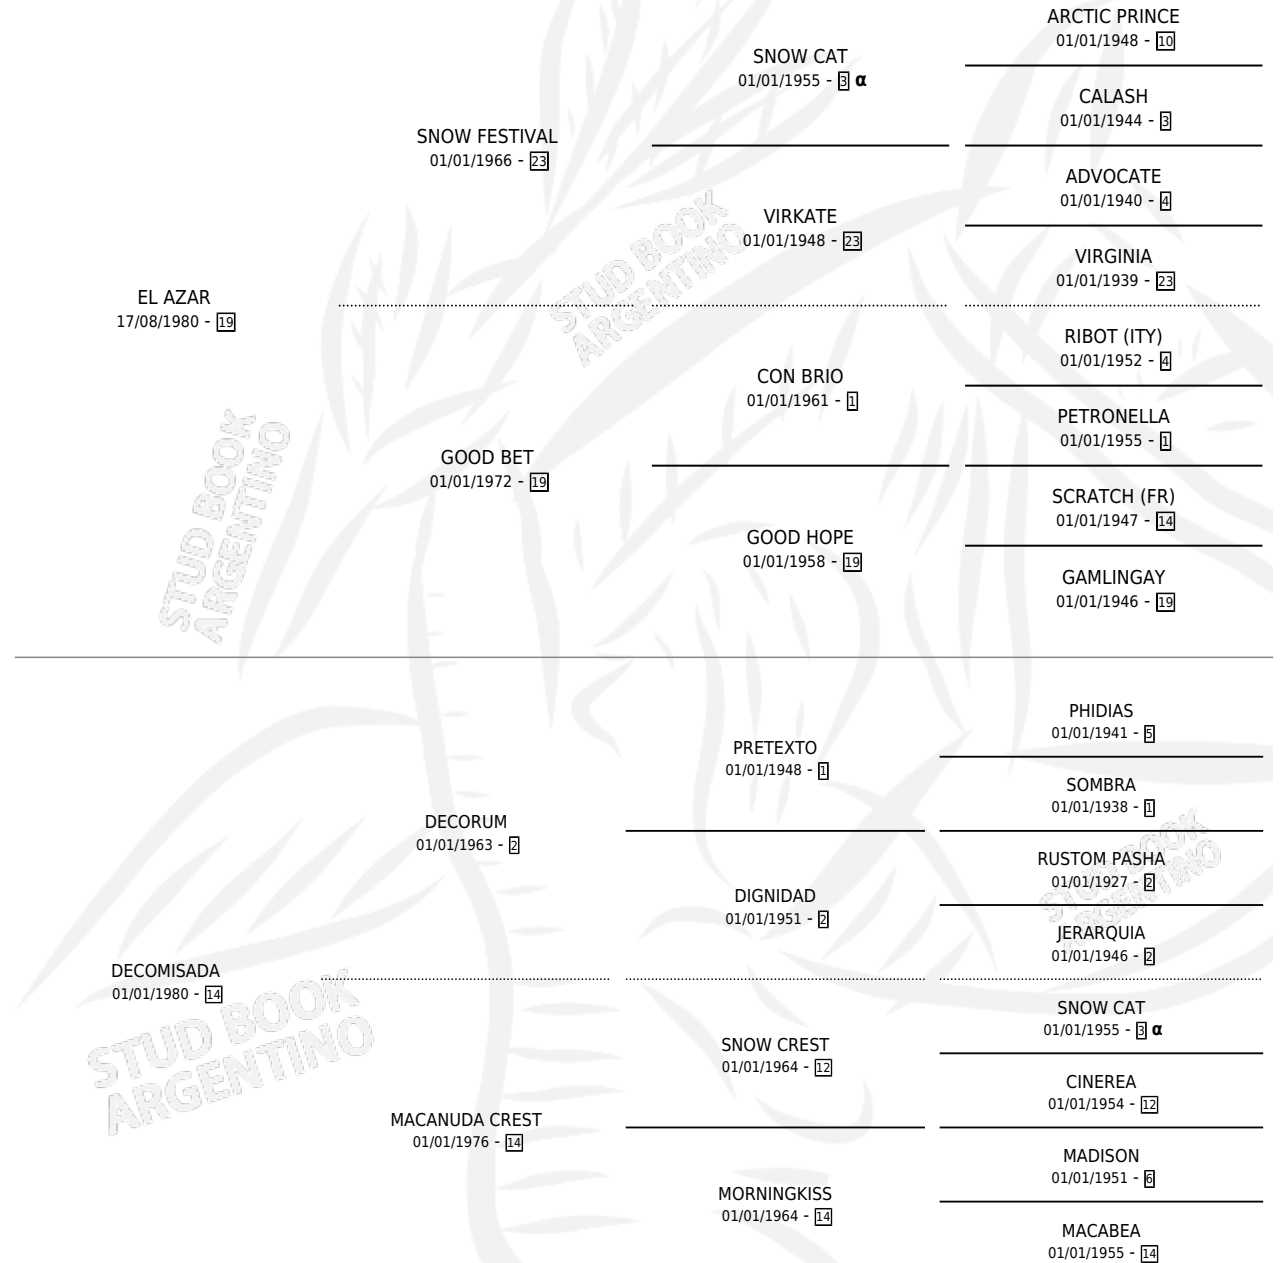 ARCTIC PRINCE
01/01/1948 - 10
SNOW CAT
01/01/1955 - 3 α
CALASH
01/01/1944 - 3
SNOW FESTIVAL
01/01/1966 - 23
ADVOCATE
01/01/1940 - 4
VIRKATE
01/01/1948 - 23
VIRGINIA
01/01/1939 - 23
EL AZAR
17/08/1980 - 19
RIBOT (ITY)
01/01/1952 - 4
CON BRIO
01/01/1961 - 1
PETRONELLA
01/01/1955 - 1
GOOD BET
01/01/1972 - 19
SCRATCH (FR)
01/01/1947 - 14
GOOD HOPE
01/01/1958 - 19
GAMLINGAY
01/01/1946 - 19
PHIDIAS
01/01/1941 - 5
PRETEXTO
01/01/1948 - 1
SOMBRA
01/01/1938 - 1
DECORUM
01/01/1963 - 2
RUSTOM PASHA
01/01/1927 - 2
DIGNIDAD
01/01/1951 - 2
JERARQUIA
01/01/1946 - 2
DECOMISADA
01/01/1980 - 14
SNOW CAT
01/01/1955 - 3 α
SNOW CREST
01/01/1964 - 12
CINEREA
01/01/1954 - 12
MACANUDA CREST
01/01/1976 - 14
MADISON
01/01/1951 - 6
MORNINGKISS
01/01/1964 - 14
MACABEA
01/01/1955 - 14
STUD BOOK
ARGENTINO
STUD BOOK
ARGENTINO
STUD BOOK
ARGENTINO
STUD BOOK
ARGENTINO